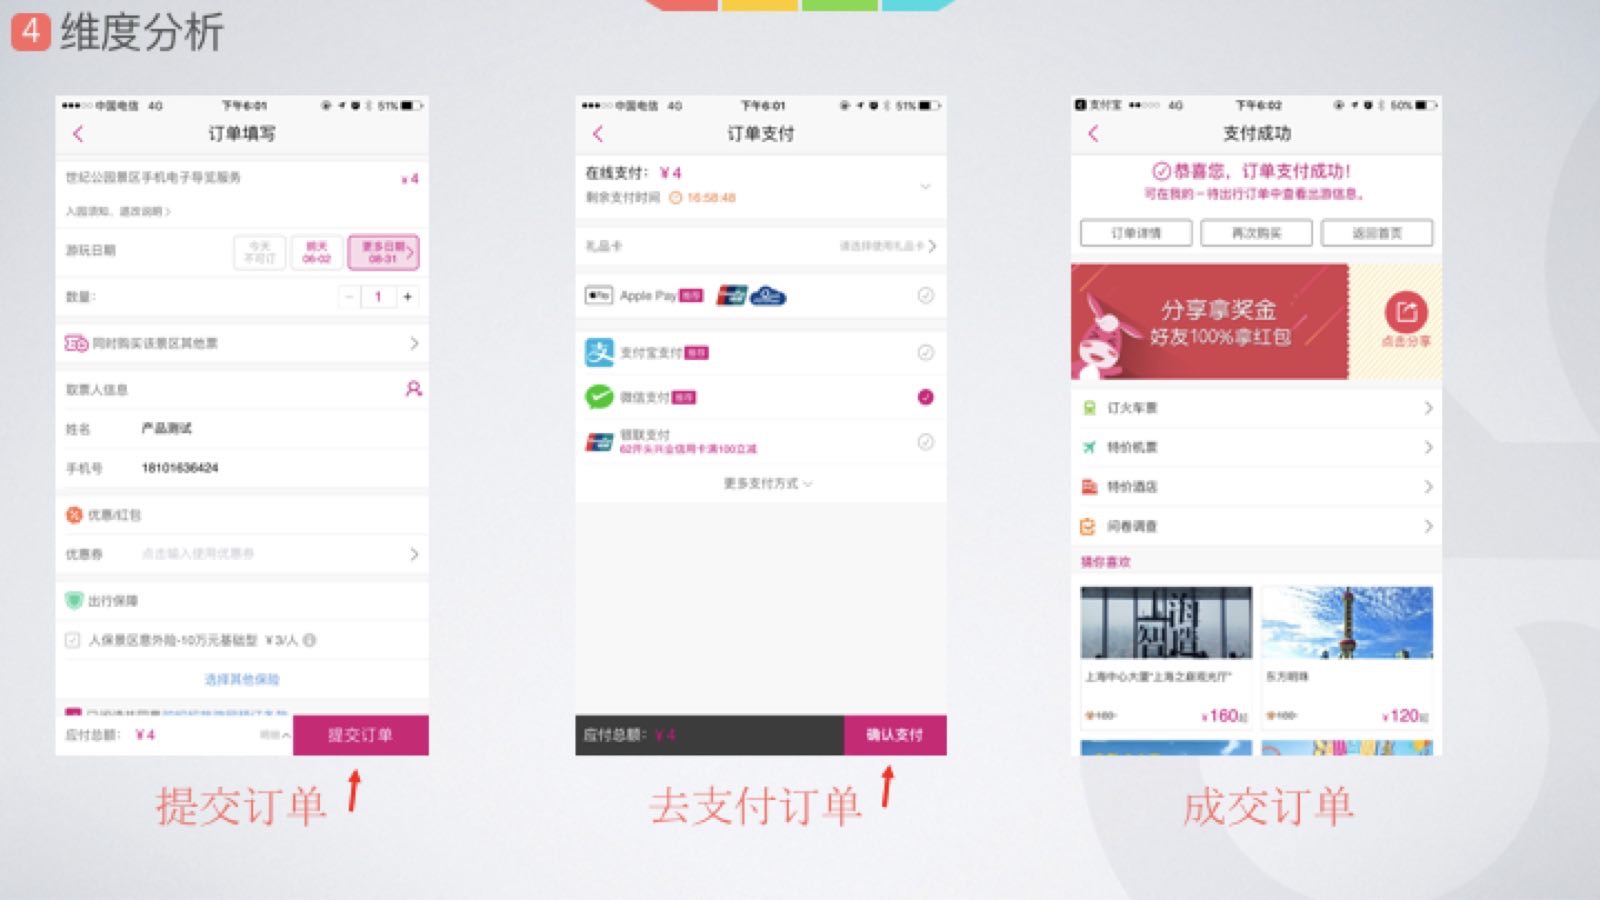 4 维度分析
中国电信 4G 下午6:01 51%
订单填写
世纪公园景区手机电子导览服务 ¥4
入园须知、退改说明>
游玩日期
今天
不可订
明天
06-02
更多日期
08-31
数量: − 1 +
同时购买该景区其他票
取票人信息
姓名 产品测试
手机号 18101636424
优惠/红包
优惠券 点击输入使用优惠券
出行保障
人保景区意外险-10万元基础型 ¥3/人
选择其他保险
应付总额: ¥4 明细 提交订单
提交订单
中国电信 4G 下午6:01 51%
订单支付
在线支付: ¥4
剩余支付时间 16:58:48
礼品卡 请选择使用礼品卡
Apple Pay 推荐
支付宝支付 推荐
微信支付 推荐
银联支付
62开头兴业信用卡满100立减
更多支付方式
应付总额: ¥4 确认支付
去支付订单
支付宝 4G 下午6:02 50%
支付成功
恭喜您，订单支付成功!
可在我的－待出行订单中查看出游信息。
订单详情 再次购买 返回首页
分享拿奖金
好友100%拿红包
点击分享
订火车票
特价机票
特价酒店
问卷调查
猜你喜欢
上海中心大厦“上海之巅观光厅”
¥160起
东方明珠
¥120起
成交订单